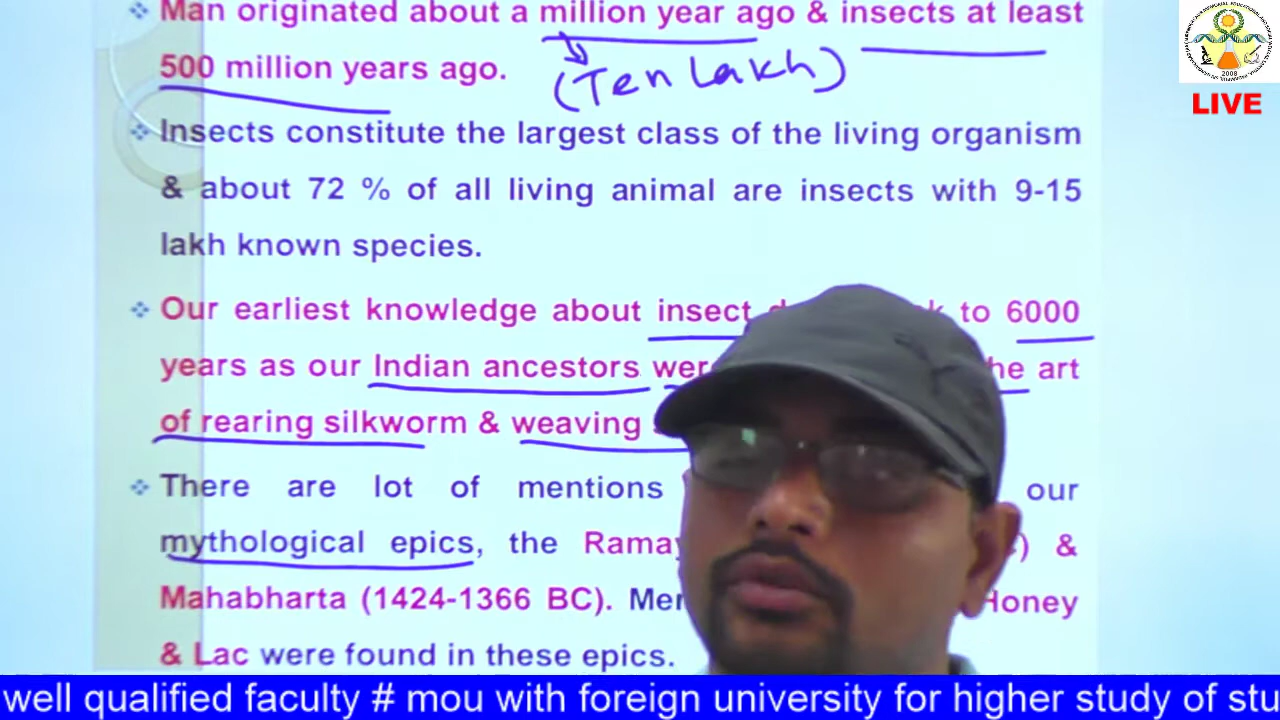 Man originated about a million year ago & insects at least
500 million years ago.
(Ten Lakh)
LIVE
2008
Insects constitute the largest class of the living organism
& about 72 % of all living animal are insects with 9-15
lakh known species.
Our earliest knowledge about insect to 6000
years as our Indian ancestors art
of rearing silkworm & weaving
There are lot of mentions our
mythological epics, the &
Mahabharta (1424-1366 BC). Honey
& Lac were found in these epics.
well qualified faculty # mou with foreign university for higher study of stu